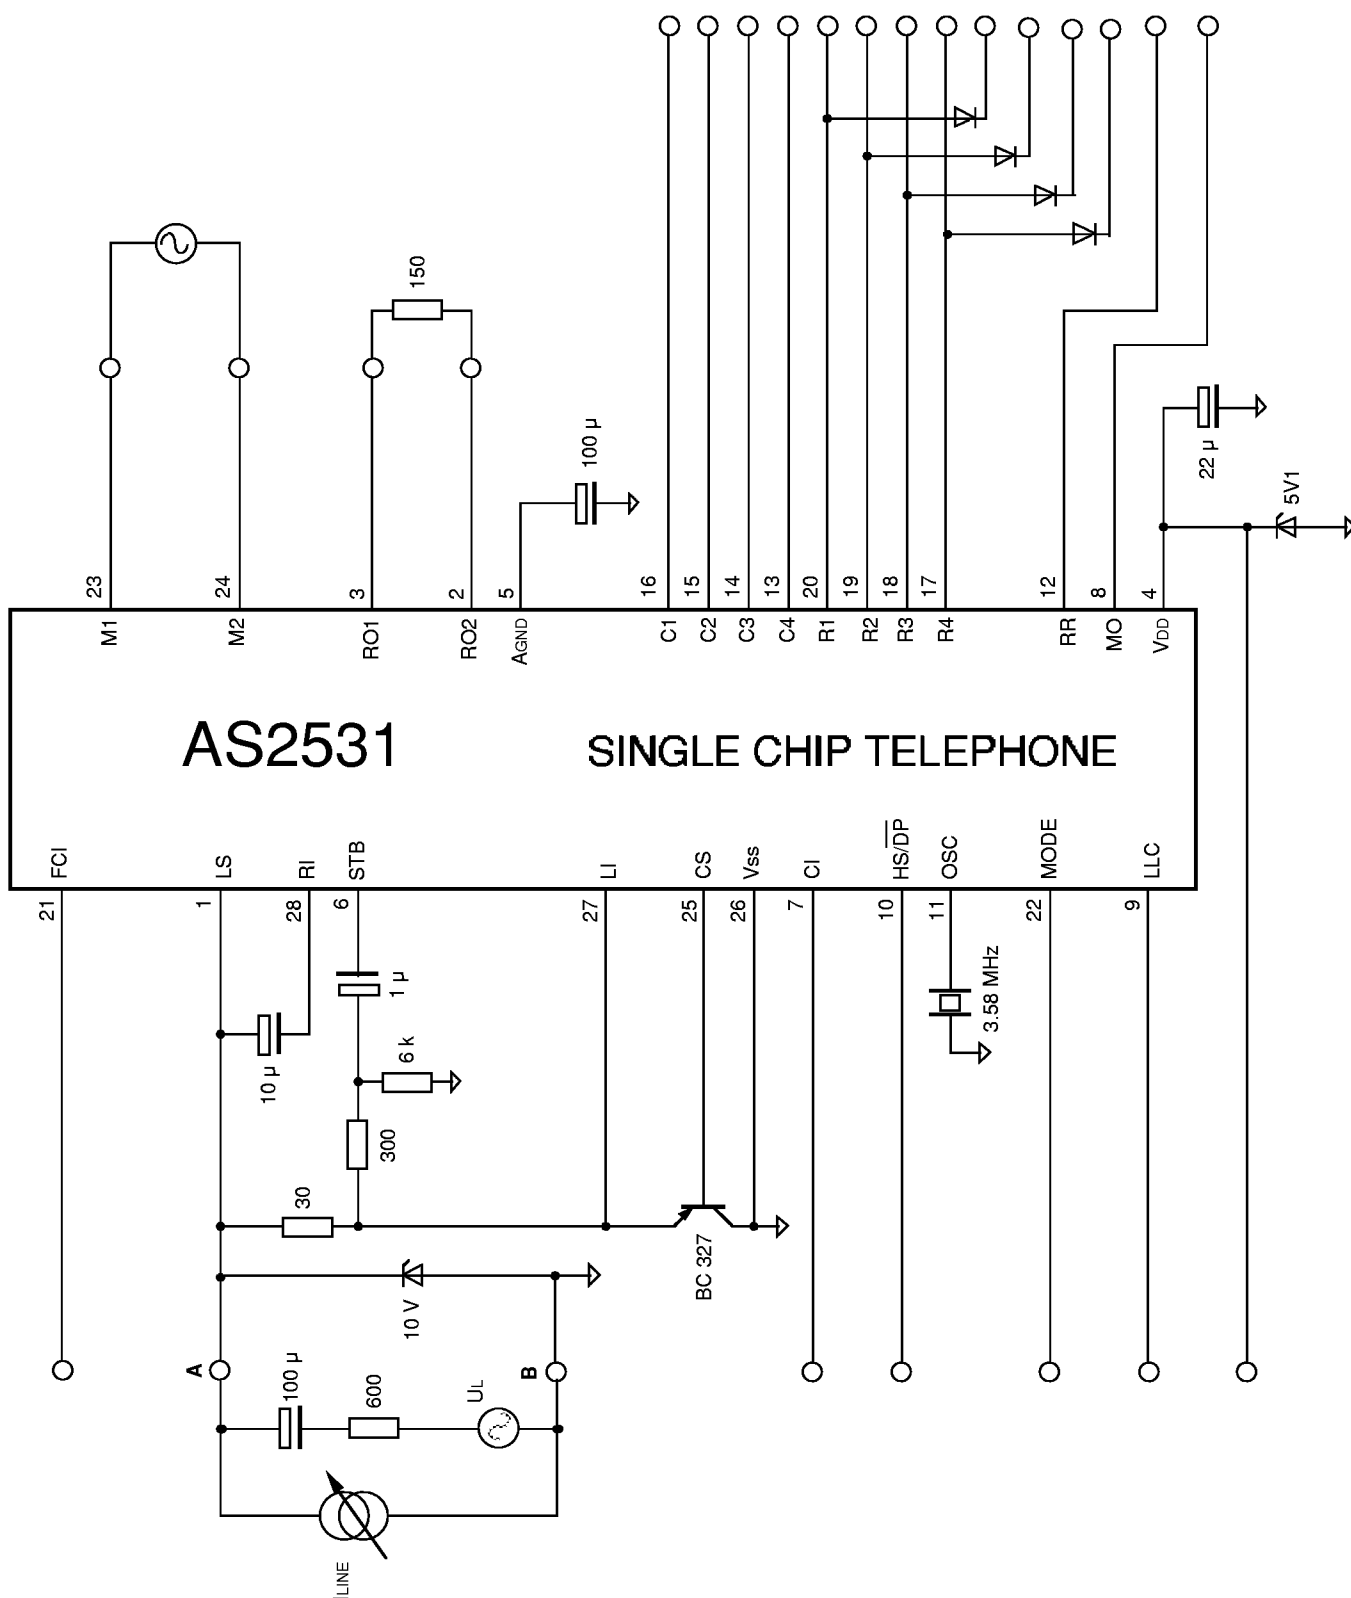 150
100 µ
22 µ
5V1
23
24
3
2
5
16
15
14
13
20
19
18
17
12
8
4
M1
M2
RO1
RO2
AGND
C1
C2
C3
C4
R1
R2
R3
R4
RR
MO
VDD
AS2531
SINGLE CHIP TELEPHONE
FCI
LS
RI
STB
LI
CS
Vss
CI
HS/DP
OSC
MODE
LLC
21
1
28
6
27
25
26
7
10
11
22
9
1 µ
3.58 MHz
10 µ
6 k
300
30
BC 327
10 V
A
B
100 µ
600
UL
ILINE